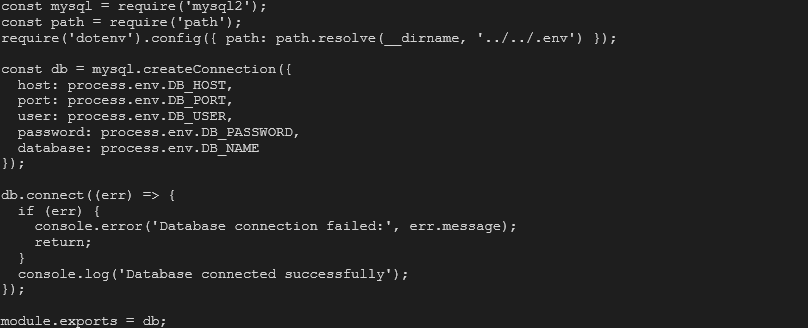 const mysql = require('mysql2');
const path = require('path');
require('dotenv').config({ path: path.resolve(__dirname, '../../.env') });
const db = mysql.createConnection({
host: process.env.DB_HOST,
port: process.env.DB_PORT,
user: process.env.DB_USER,
password: process.env.DB_PASSWORD,
database: process.env.DB_NAME
});
db.connect((err) => {
if (err) {
console.error('Database connection failed:', err.message);
return;
}
console.log('Database connected successfully');
});
module.exports = db;